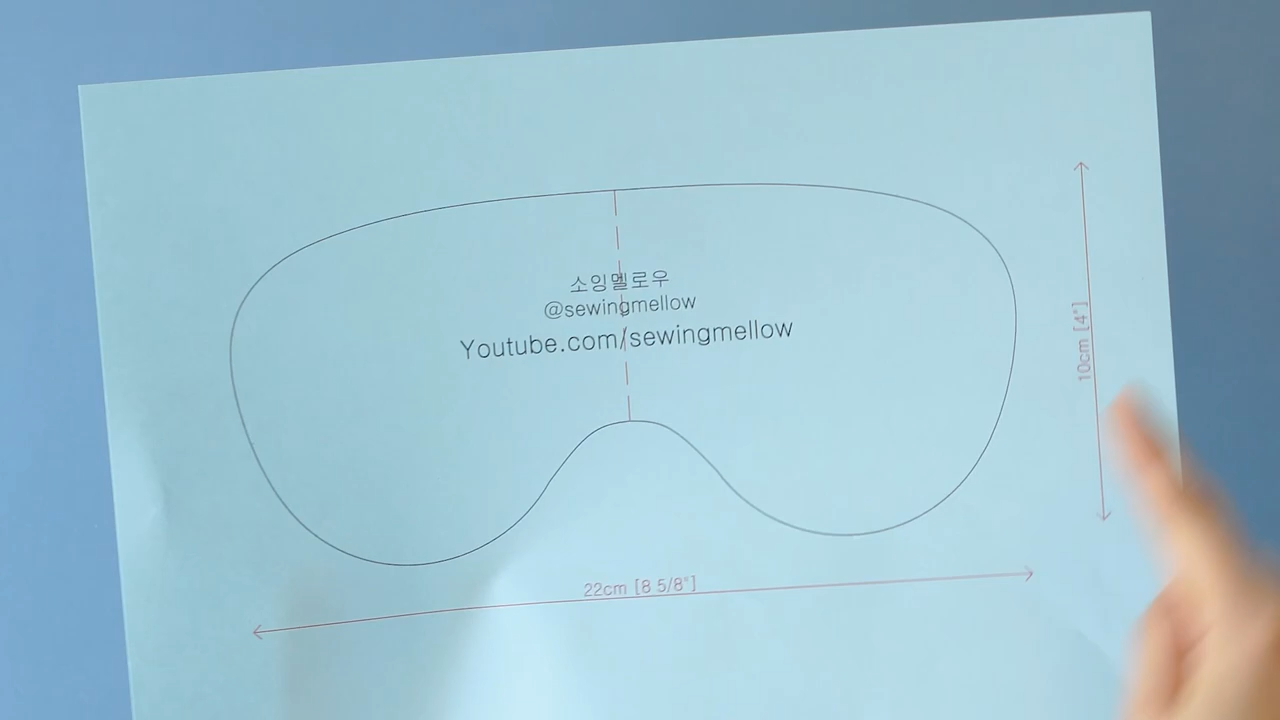 소잉멜로우
@sewingmellow
Youtube.com/sewingmellow
10cm [4"]
22cm [8 5/8"]